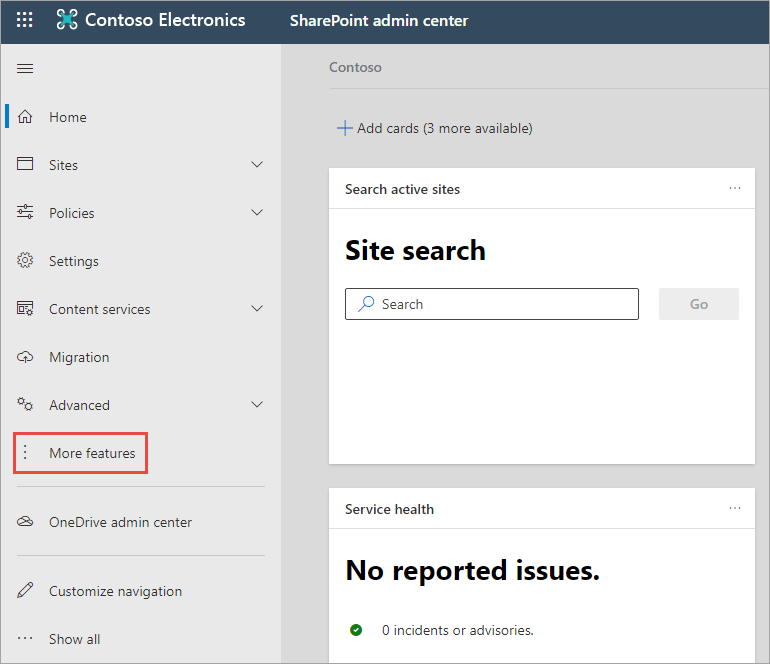 Contoso Electronics
SharePoint admin center
Home
Sites
Policies
Settings
Content services
Migration
Advanced
More features
OneDrive admin center
Customize navigation
Show all
Contoso
Add cards (3 more available)
Search active sites
Site search
Search
Go
Service health
No reported issues.
0 incidents or advisories.